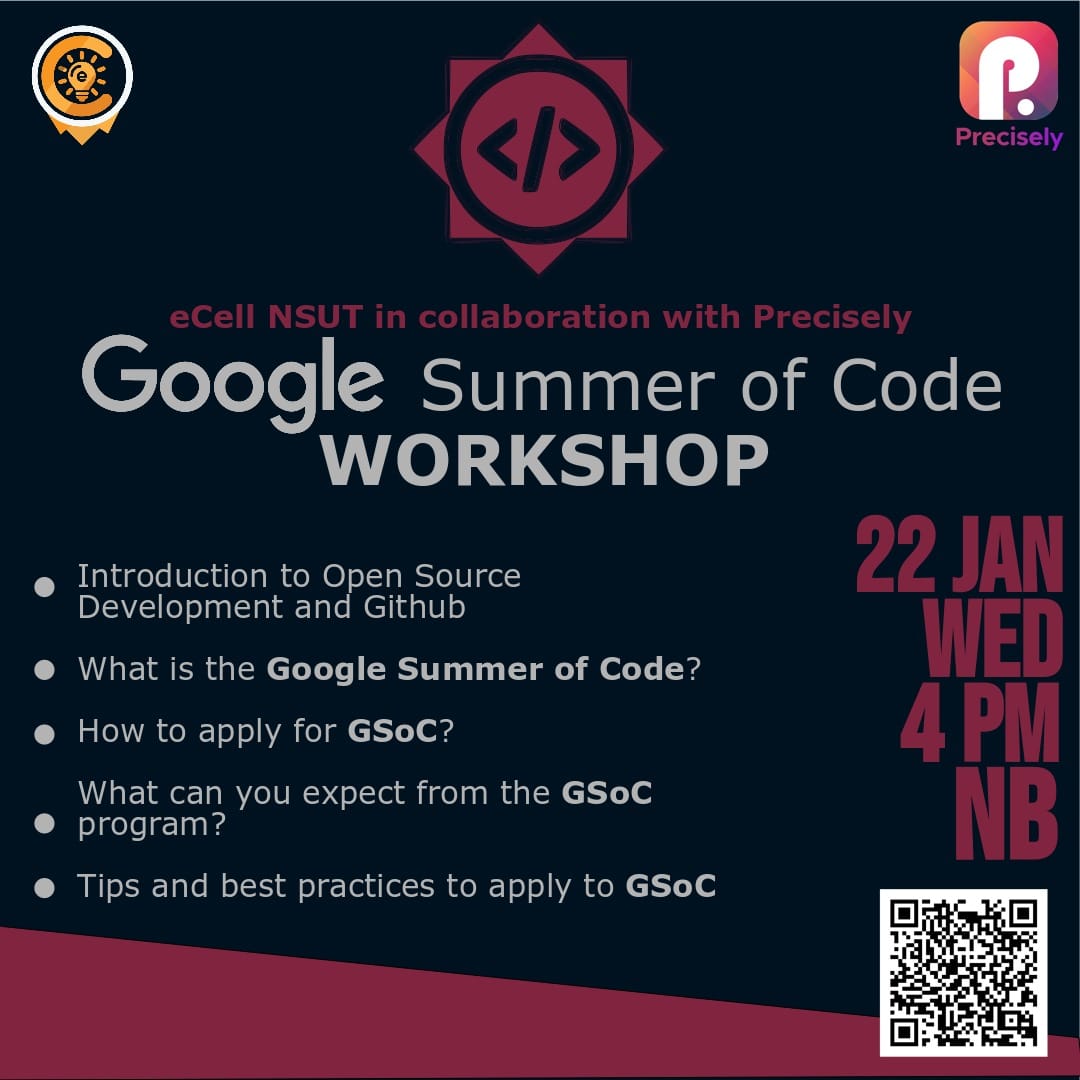 e
Precisely
</>
eCell NSUT in collaboration with Precisely
Google Summer of Code
WORKSHOP
22 JAN
WED
4 PM
NB
● Introduction to Open Source
Development and Github
● What is the Google Summer of Code?
● How to apply for GSoC?
● What can you expect from the GSoC
program?
● Tips and best practices to apply to GSoC